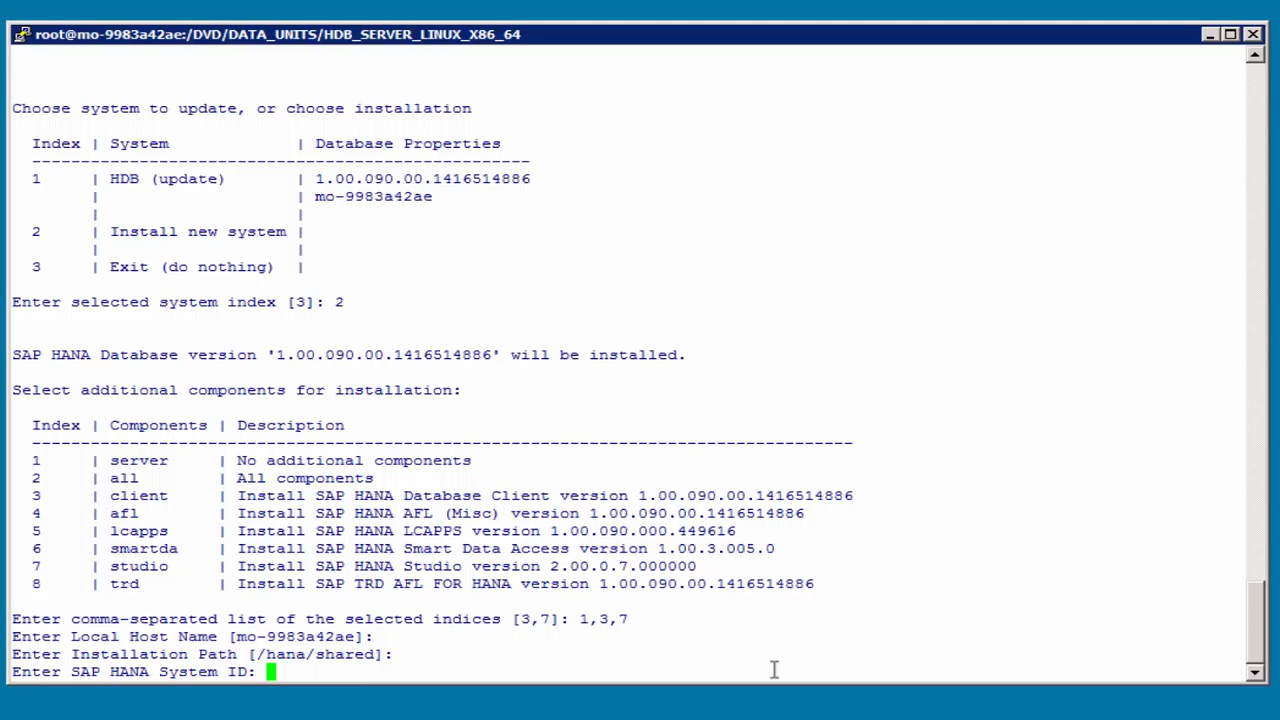 root@mo-9983a42ae:/DVD/DATA_UNITS/HDB_SERVER_LINUX_X86_64
Choose system to update, or choose installation
Index | System | Database Properties
------------------------------------------------
1 | HDB (update) | 1.00.090.00.1416514886
| | mo-9983a42ae
| |
2 | Install new system |
| |
3 | Exit (do nothing) |
Enter selected system index [3]: 2
SAP HANA Database version '1.00.090.00.1416514886' will be installed.
Select additional components for installation:
Index | Components | Description
------------------------------------------------------------------------------------
1 | server | No additional components
2 | all | All components
3 | client | Install SAP HANA Database Client version 1.00.090.00.1416514886
4 | afl | Install SAP HANA AFL (Misc) version 1.00.090.00.1416514886
5 | lcapps | Install SAP HANA LCAPPS version 1.00.090.000.449616
6 | smartda | Install SAP HANA Smart Data Access version 1.00.3.005.0
7 | studio | Install SAP HANA Studio version 2.00.0.7.000000
8 | trd | Install SAP TRD AFL FOR HANA version 1.00.090.00.1416514886
Enter comma-separated list of the selected indices [3,7]: 1,3,7
Enter Local Host Name [mo-9983a42ae]:
Enter Installation Path [/hana/shared]:
Enter SAP HANA System ID: